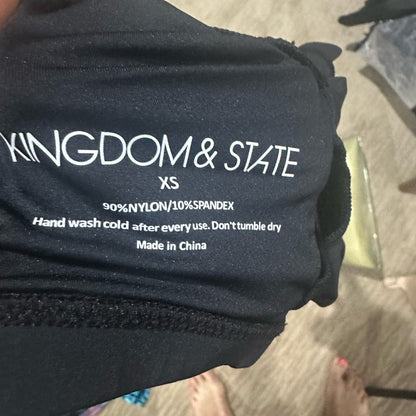 KINGDOM & STATE
XS
90%NYLON/10%SPANDEX
Hand wash cold after every use. Don't tumble dry
Made in China